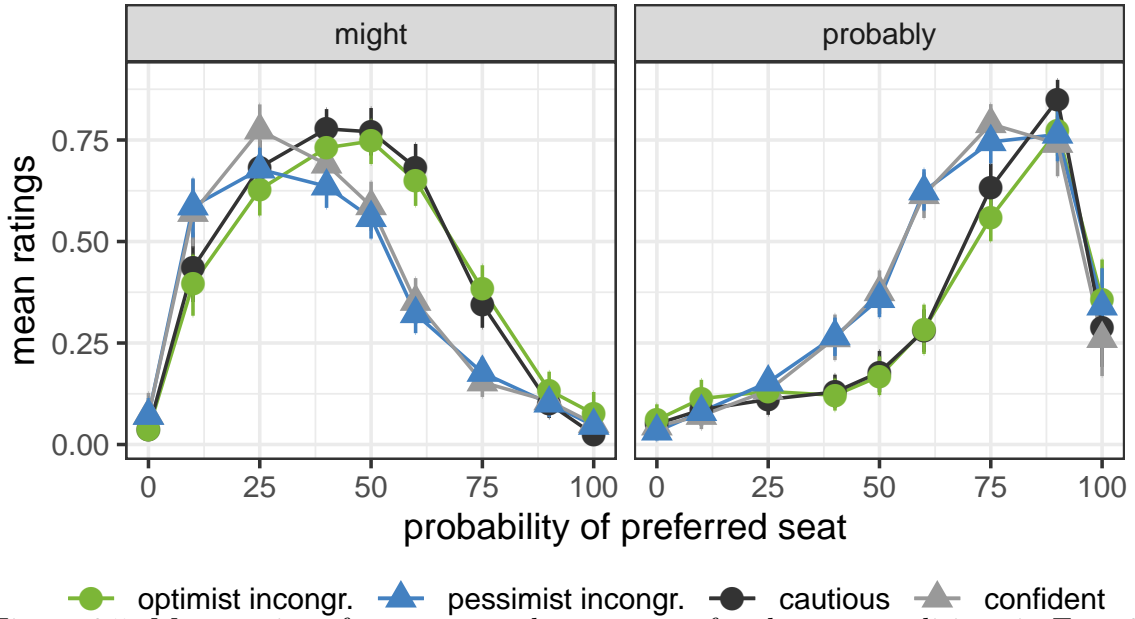 might
probably
mean ratings
0.75
0.50
0.25
0.00
0 25 50 75 100
0 25 50 75 100
probability of preferred seat
optimist incongr. pessimist incongr. cautious confident